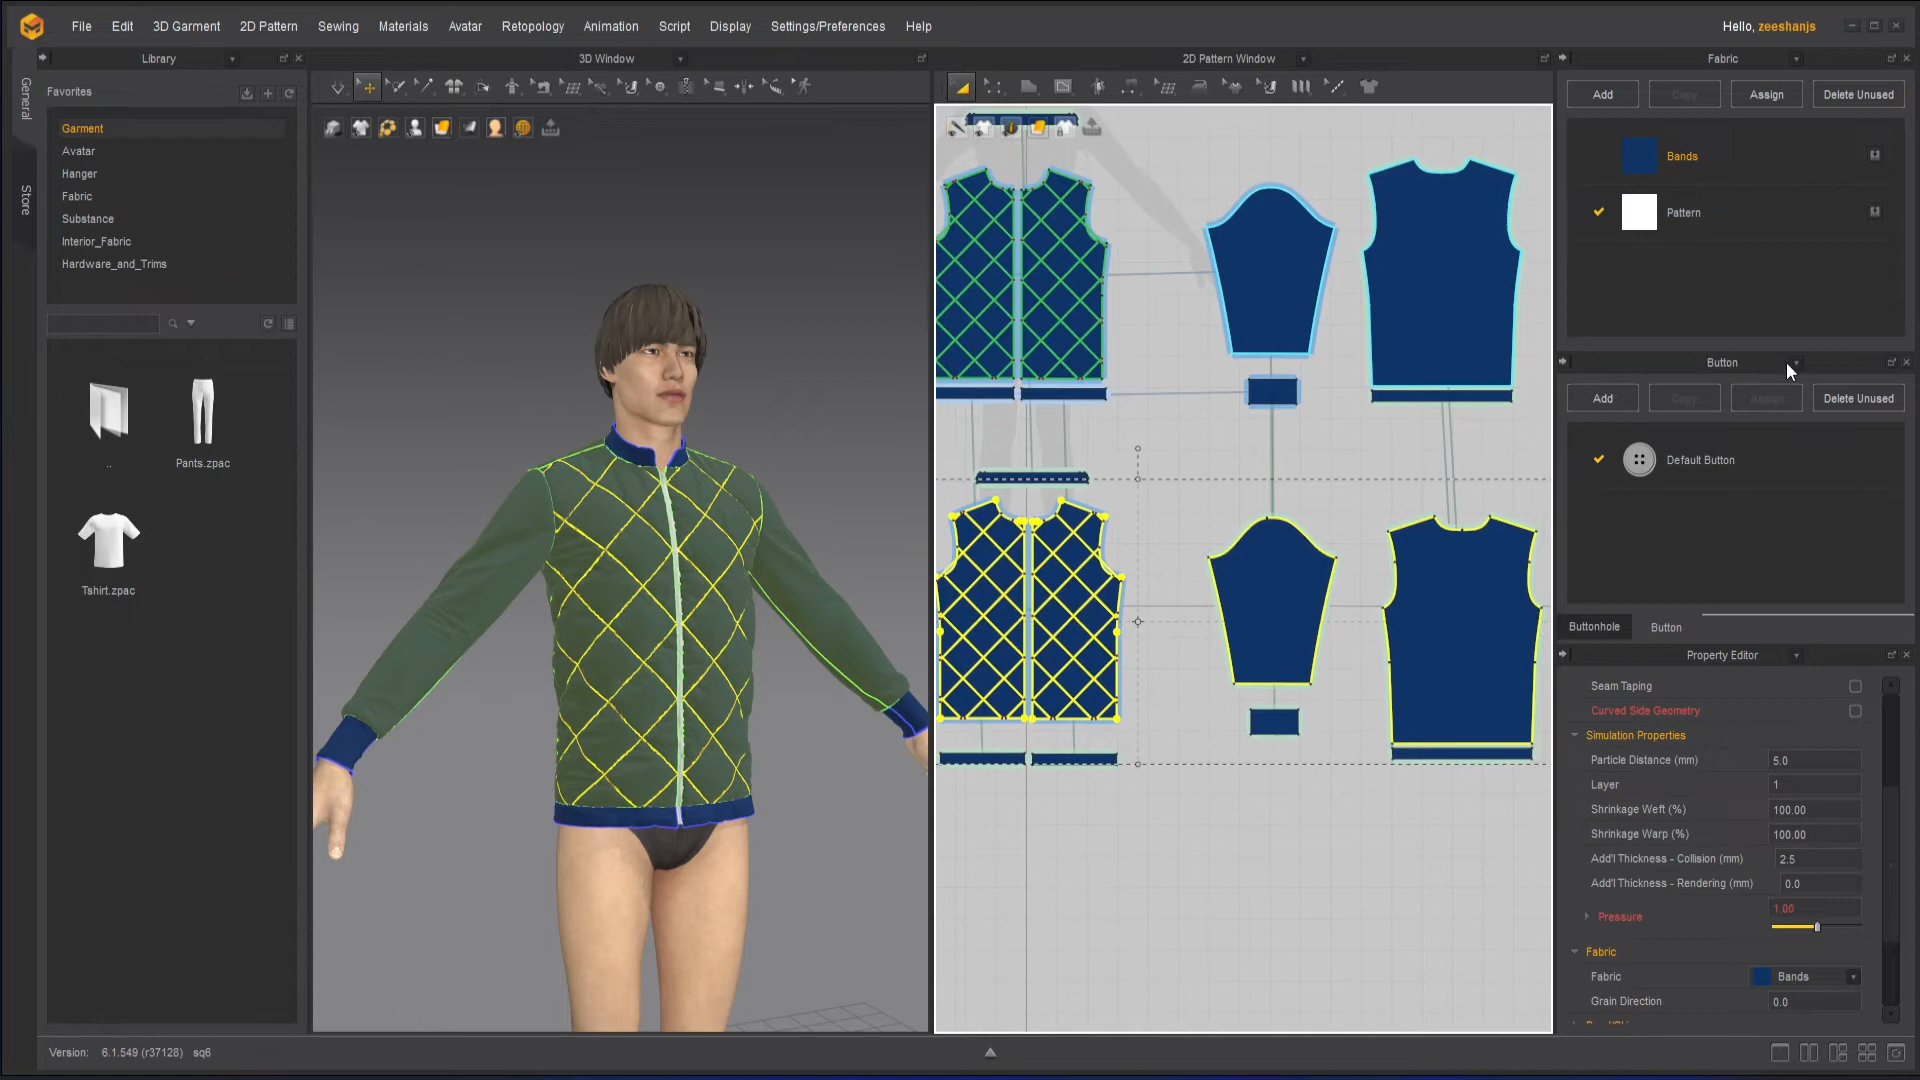 File Edit 3D Garment 2D Pattern Sewing Materials Avatar Retopology Animation Script Display Settings/Preferences Help Hello, zeeshanjs
General
Store
Library
Favorites
Garment
Avatar
Hanger
Fabric
Substance
Interior_Fabric
Hardware_and_Trims
..
Pants.zpac
Tshirt.zpac
3D Window
2D Pattern Window
Fabric
Add Copy Assign Delete Unused
Bands
Pattern
Button
Add Copy Assign Delete Unused
Default Button
Buttonhole Button
Property Editor
Seam Taping
Curved Side Geometry
Simulation Properties
Particle Distance (mm) 5.0
Layer 1
Shrinkage Weft (%) 100.00
Shrinkage Warp (%) 100.00
Add'l Thickness - Collision (mm) 2.5
Add'l Thickness - Rendering (mm) 0.0
Pressure 1.00
Fabric
Fabric Bands
Grain Direction 0.0
Version: 6.1.549 (r37128) sq6